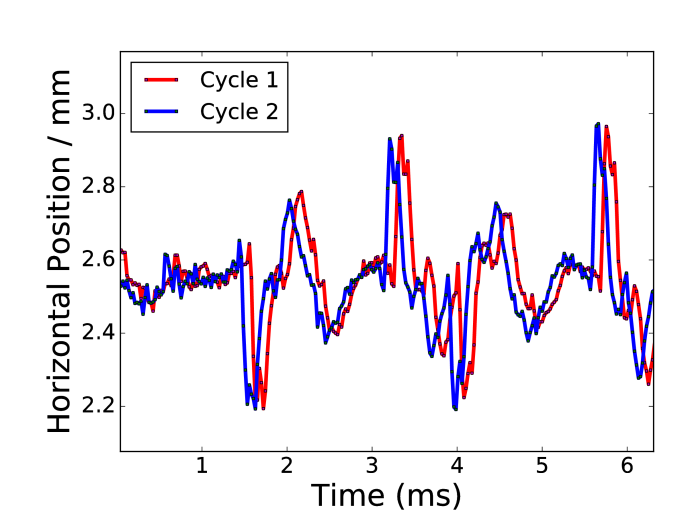 Cycle 1
Cycle 2
Horizontal Position / mm
3.0
2.8
2.6
2.4
2.2
1 2 3 4 5 6
Time (ms)